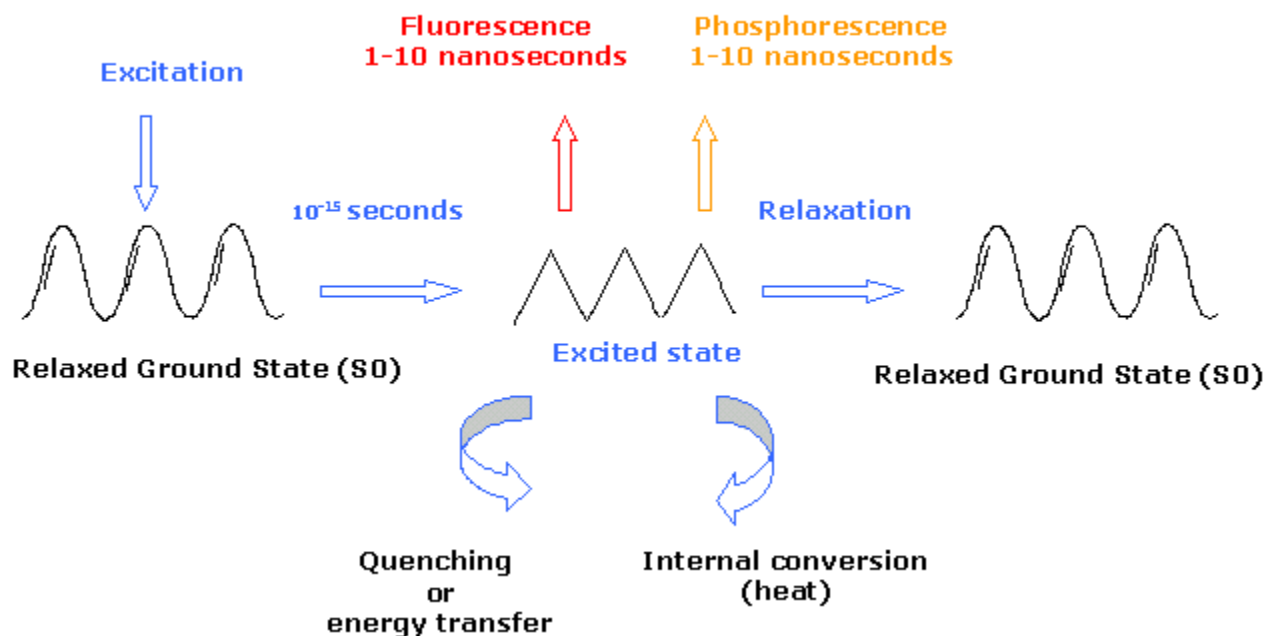 Fluorescence
1-10 nanoseconds
Phosphorescence
1-10 nanoseconds
Excitation
10⁻¹⁵ seconds
Relaxation
Relaxed Ground State (S0)
Excited state
Relaxed Ground State (S0)
Quenching
or
energy transfer
Internal conversion
(heat)